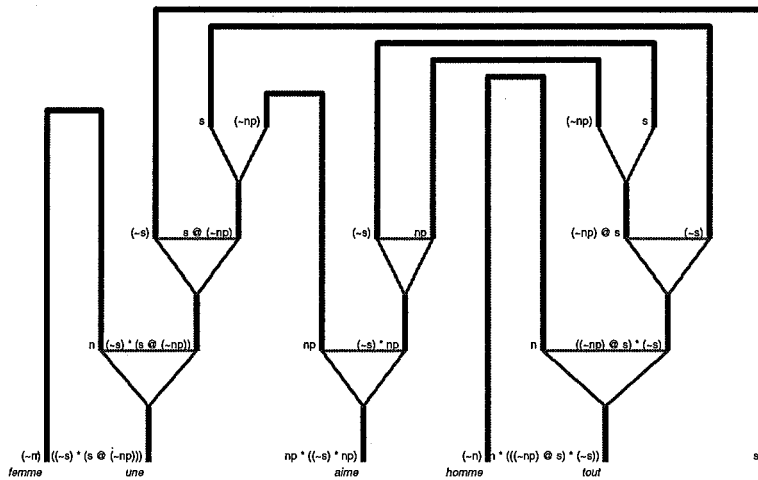 s (~np) (~np) s
(~s) s @ (~np) (~s) np (~np) @ s (~s)
n (~s) * (s @ (~np)) np (~s) * np n ((~np) @ s) * (~s)
(~n) ((~s) * (s @ (~np))) np * ((~s) * np) (~n) n * (((~np) @ s) * (~s)) s
femme une aime homme tout